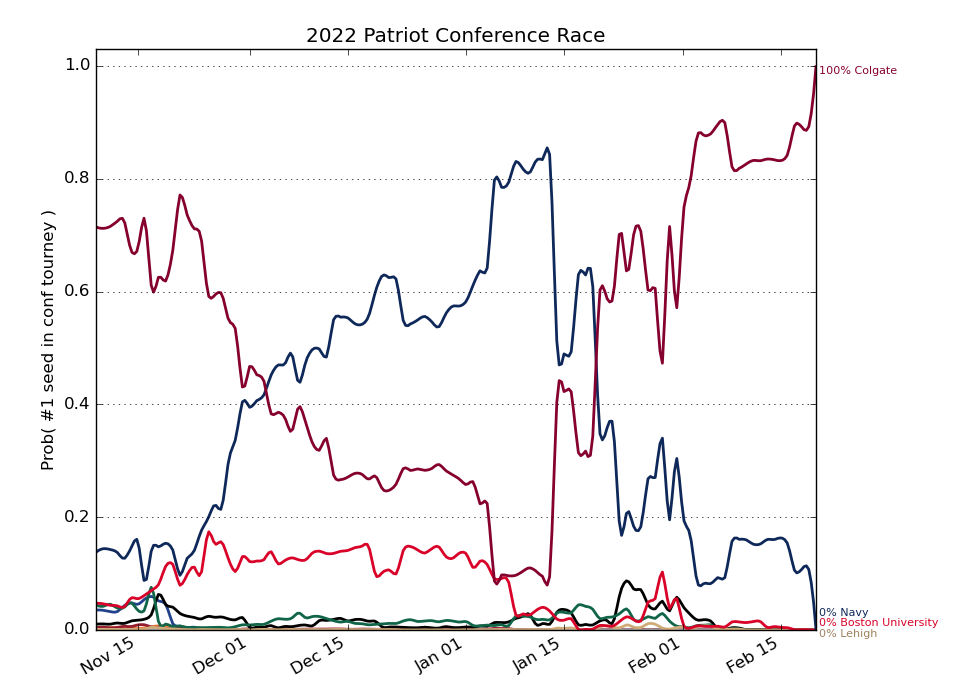 2022 Patriot Conference Race
Prob( #1 seed in conf tourney )
1.0
0.8
0.6
0.4
0.2
0.0
Nov 15
Dec 01
Dec 15
Jan 01
Jan 15
Feb 01
Feb 15
100% Colgate
0% Navy
0% Boston University
0% Lehigh